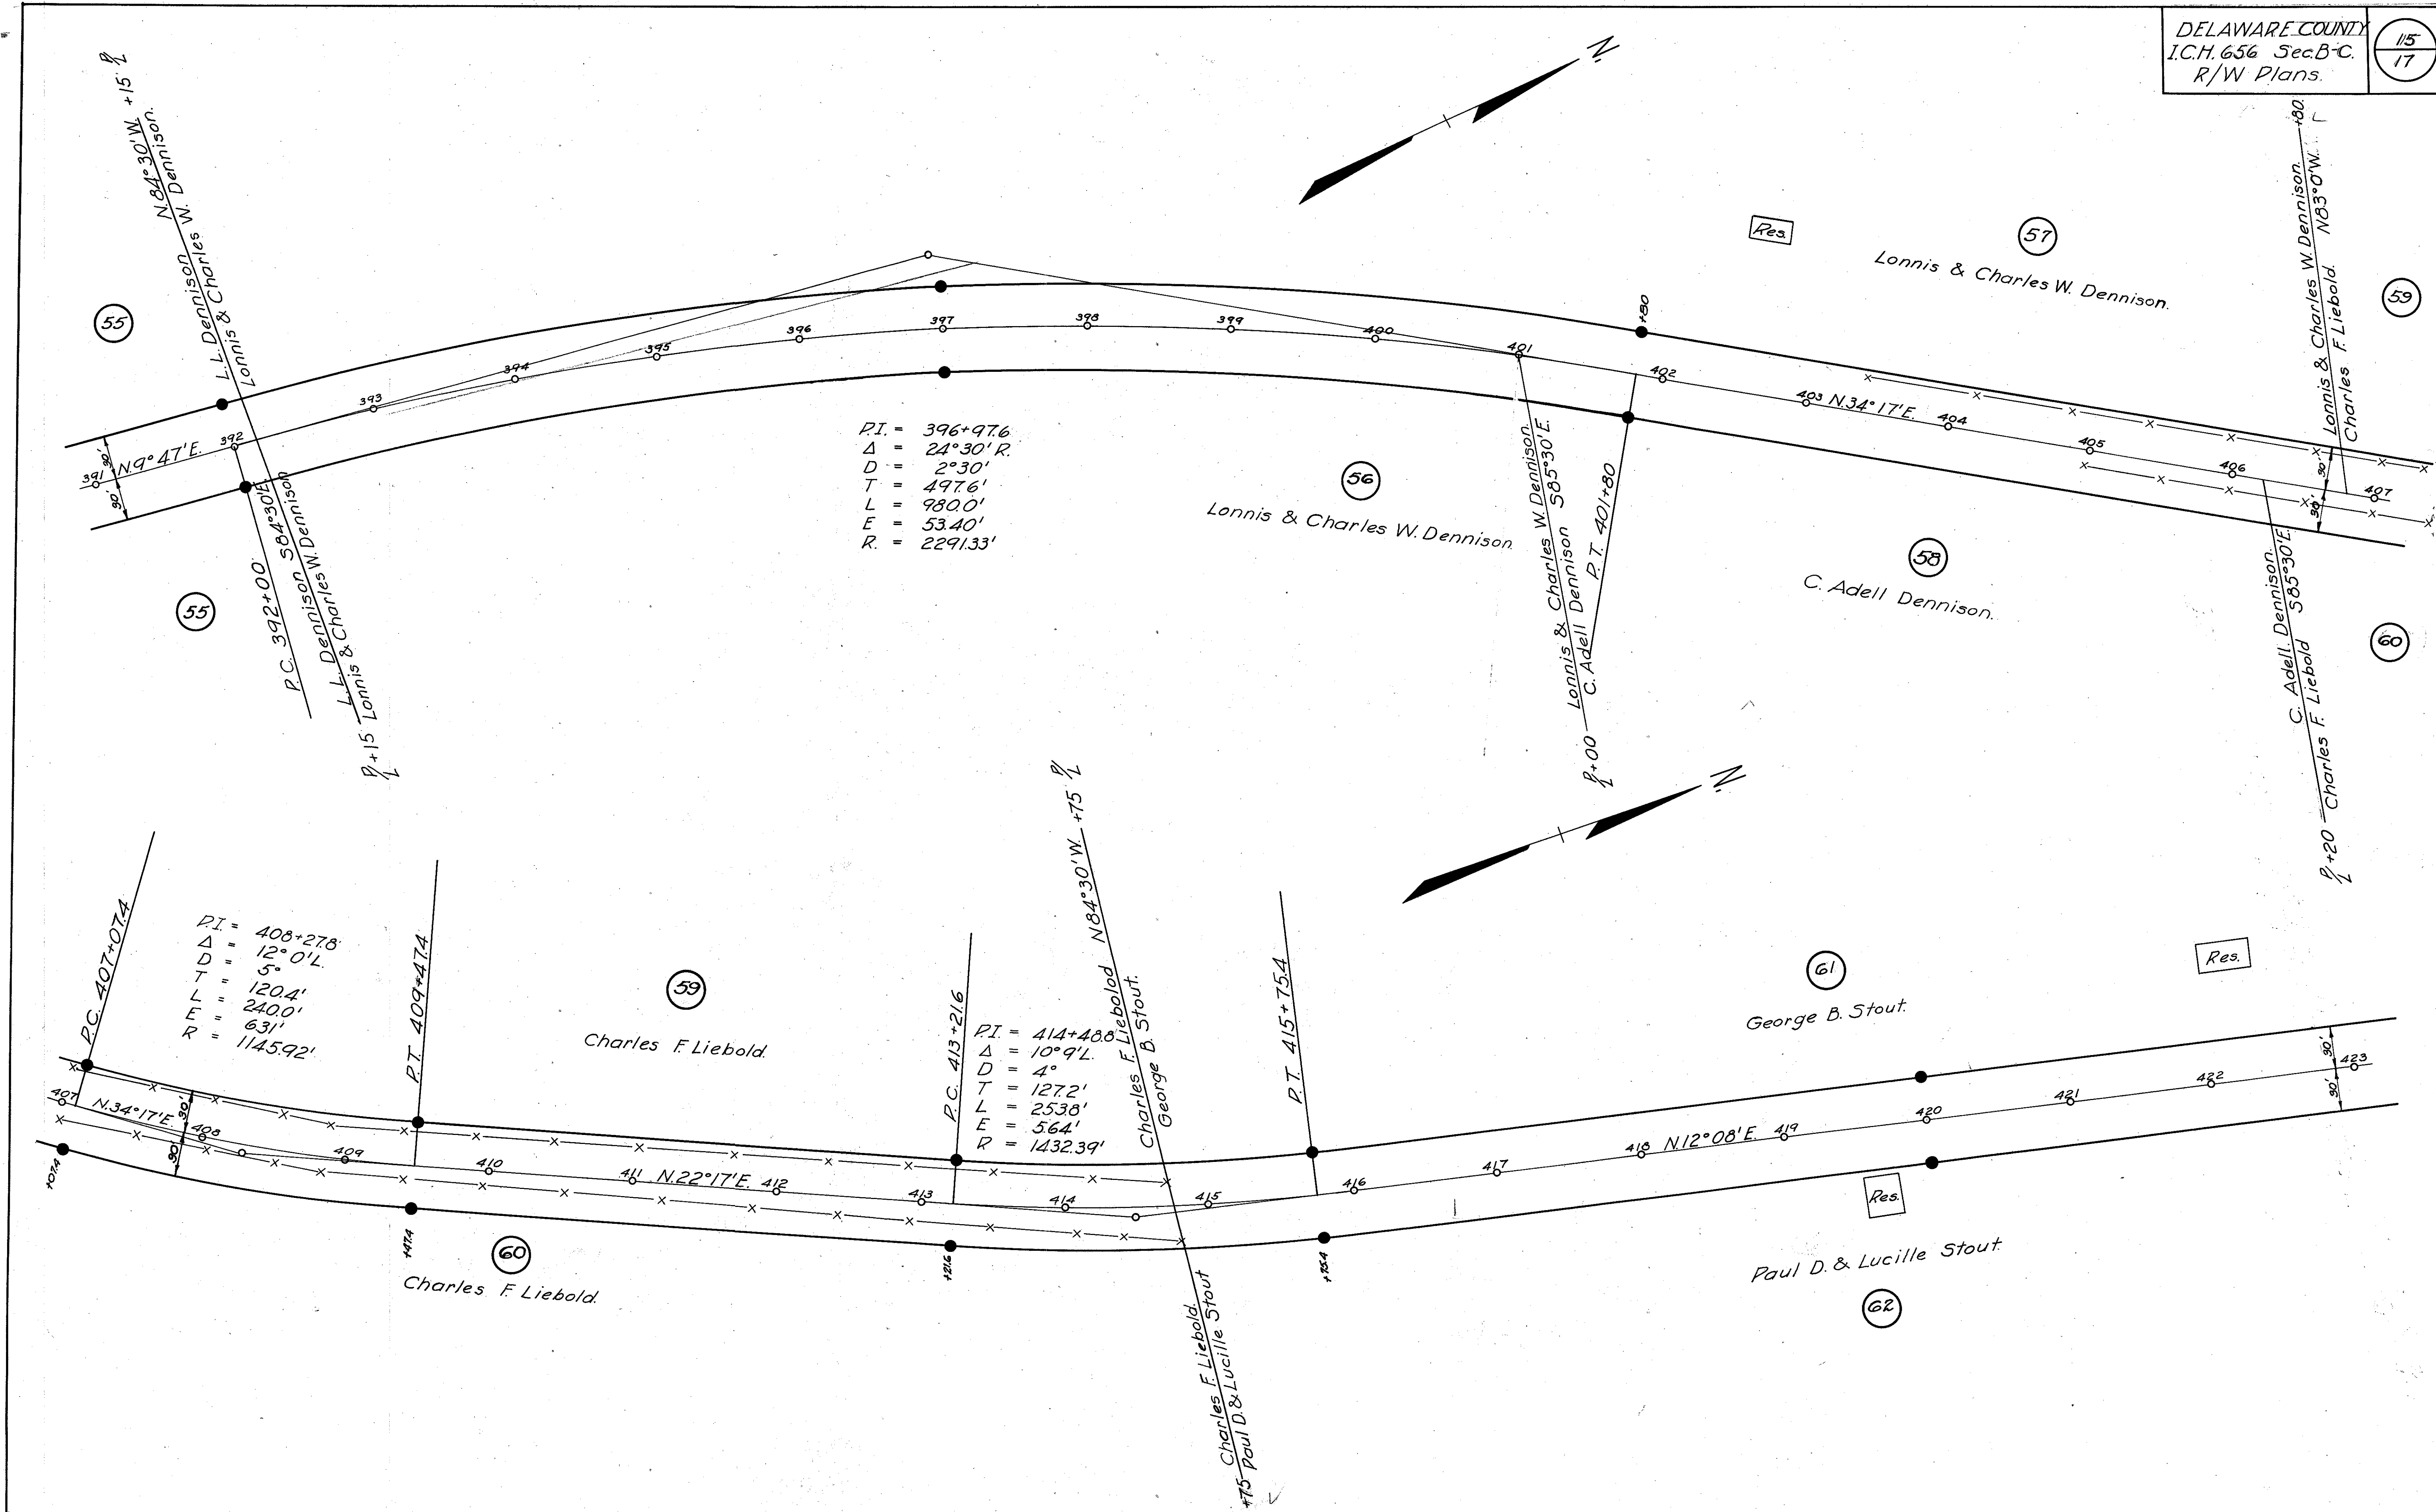 DELAWARE COUNTY
I.C.H. 656 Sec.B-C.
R/W Plans.
115
17
N
N.84°30'W. +15 P/L
L.L. Dennison
Lonnis & Charles W. Dennison.
55
55
391
N.9°47'E.
392
393
394
395
396
397
398
399
400
401
402
403
N.34°17'E.
404
405
406
407
30'
30'
P.C. 392+00
L.L. Dennison S84°30'E.
Lonnis & Charles W. Dennison
P/L +15
P.I. = 396+97.6
Δ = 24°30' R.
D = 2°30'
T = 497.6'
L = 980.0'
E = 53.40'
R. = 2291.33'
56
Lonnis & Charles W. Dennison
Lonnis & Charles W. Dennison.
C. Adell Dennison S85°30'E.
P/L +00
P.T. 401+80
+80
Res.
57
Lonnis & Charles W. Dennison.
58
C. Adell Dennison.
Lonnis & Charles W. Dennison. +80
Charles F. Liebold. N83°0'W.
59
60
30'
30'
C. Adell Dennison.
Charles F. Liebold S85°30'E.
P/L +20
N
P.C. 407+07.4
P.I. = 408+27.8
Δ = 12°0'L.
D = 5°
T = 120.4'
L = 240.0'
E = 6.31'
R = 1145.92'
P.T. 409+47.4
59
Charles F. Liebold.
P.C. 413+21.6
P.I. = 414+48.8
Δ = 10°9'L.
D = 4°
T = 127.2'
L = 253.8'
E = 5.64'
R = 1432.39'
Charles F. Liebolod N84°30'W. +75 P/L
George B. Stout.
P.T. 415+75.4
61
George B. Stout.
Res.
407
N.34°17'E.
408
409
410
411
N.22°17'E.
412
413
414
415
416
417
418
N.12°08'E.
419
420
421
422
423
30'
30'
30'
30'
+07.4
+47.4
+21.6
+75.4
60
Charles F. Liebold.
Charles F. Liebold.
+75 Paul D. & Lucille Stout
Res.
Paul D. & Lucille Stout.
62